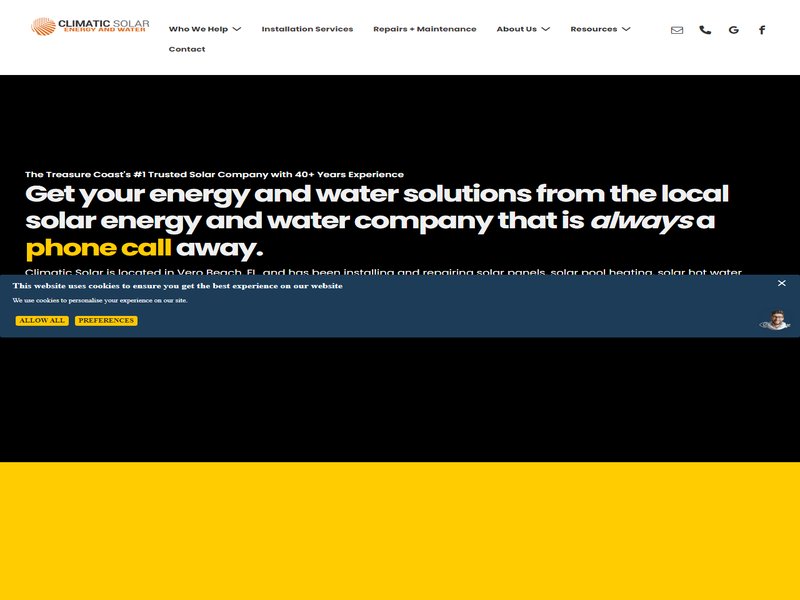 CLIMATIC SOLAR
ENERGY AND WATER
Who We Help
Installation Services
Repairs + Maintenance
About Us
Resources
Contact
The Treasure Coast's #1 Trusted Solar Company with 40+ Years Experience
Get your energy and water solutions from the local
solar energy and water company that is always a
phone call away.
Climatic Solar is located in Vero Beach, FL, and has been installing and repairing solar panels, solar pool heating, solar hot water,
This website uses cookies to ensure you get the best experience on our website
We use cookies to personalise your experience on our site.
ALLOW ALL
PREFERENCES